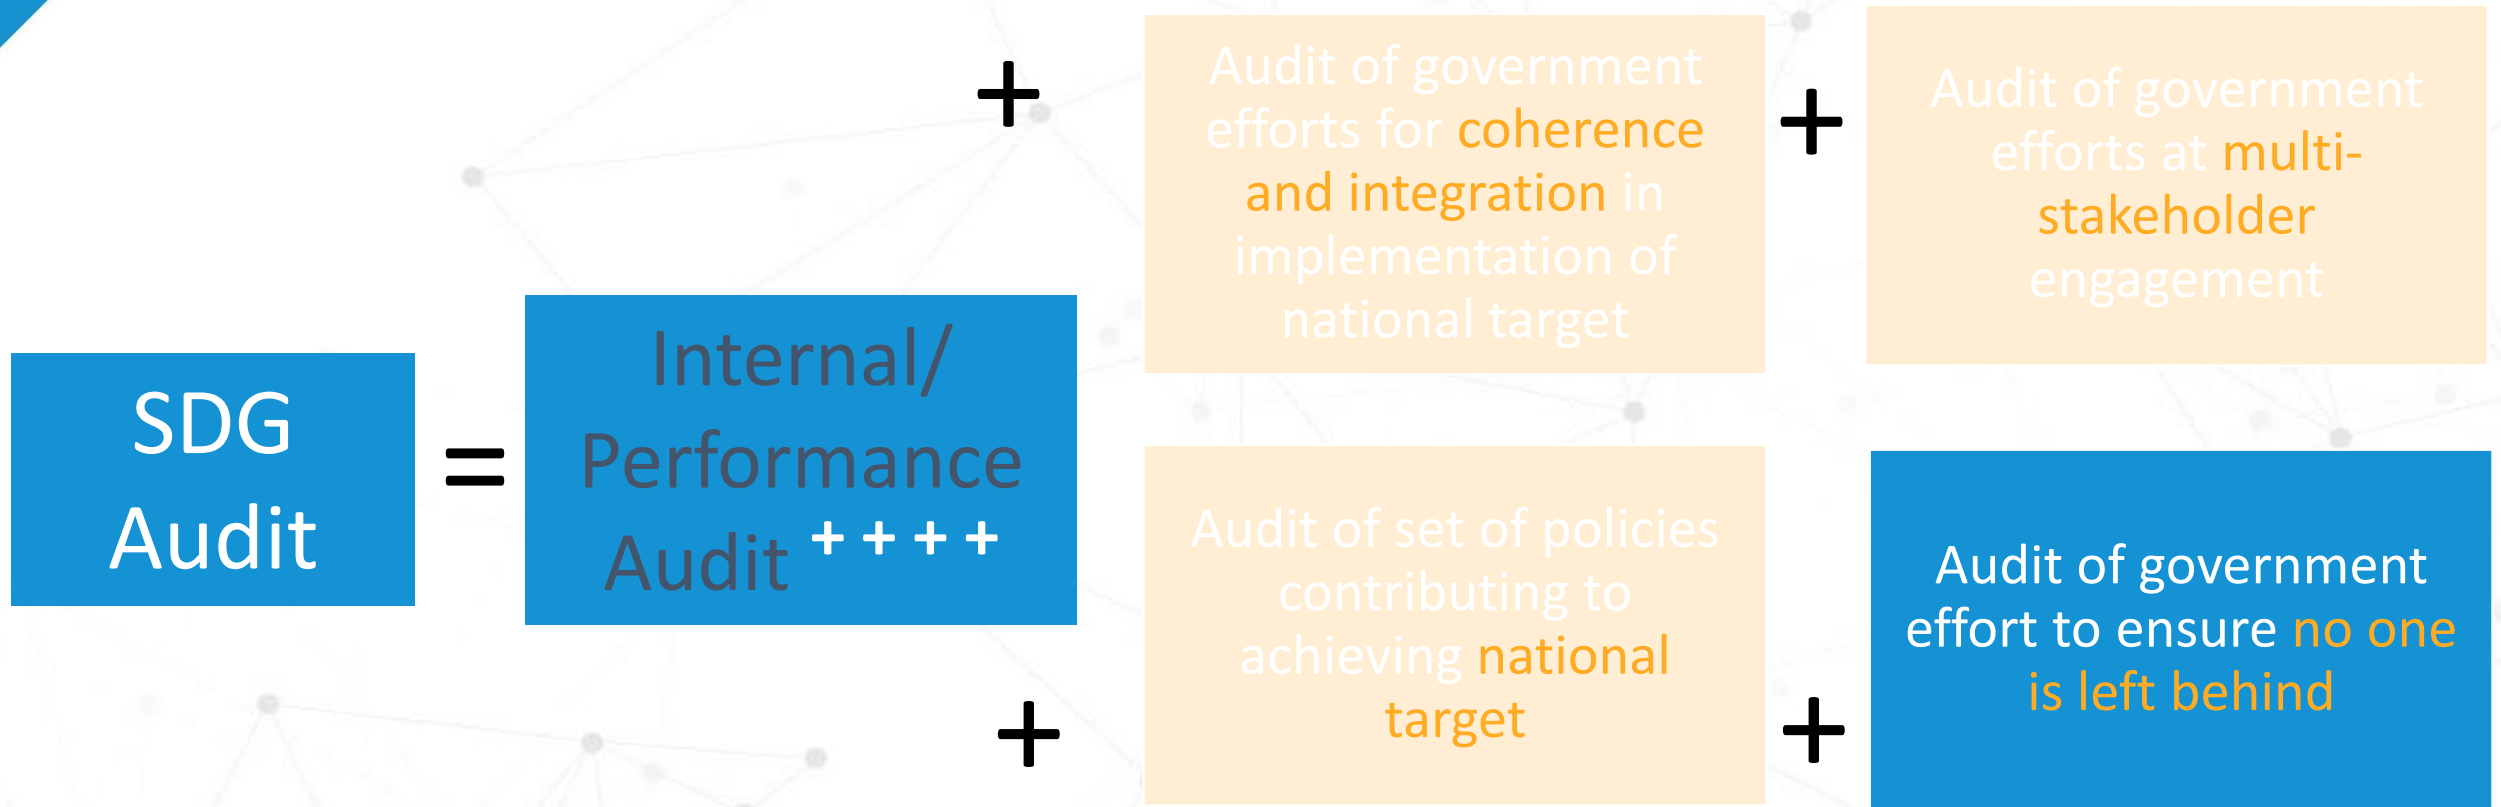 SDG
Audit
=
Internal/
Performance
Audit + + + +
+
Audit of government
efforts for coherence
and integration in
implementation of
national target
+
Audit of government
efforts at multi-
stakeholder
engagement
+
Audit of set of policies
contributing to
achieving national
target
+
Audit of government
effort to ensure no one
is left behind